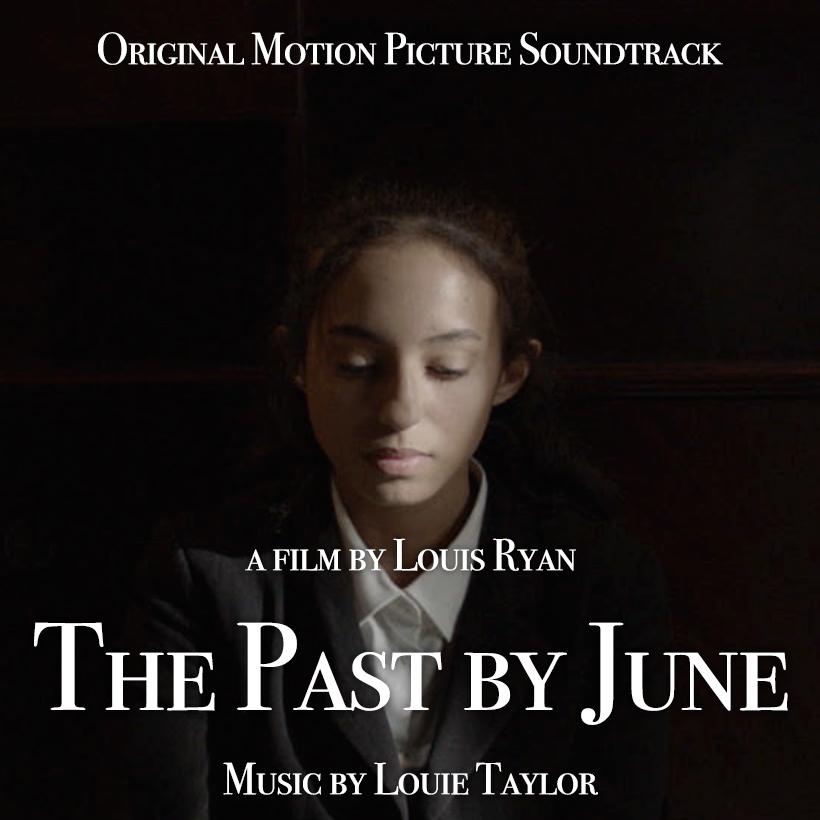 Original Motion Picture Soundtrack
a film by Louis Ryan
The Past by June
Music by Louie Taylor